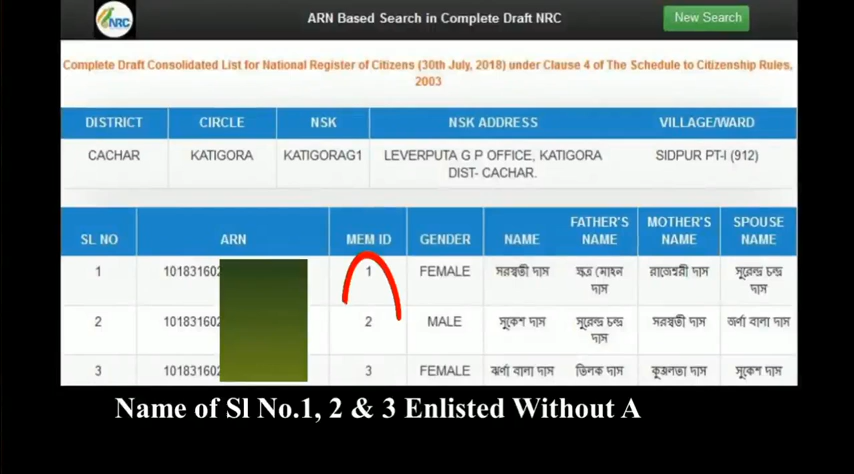 NRC
ARN Based Search in Complete Draft NRC
New Search
Complete Draft Consolidated List for National Register of Citizens (30th July, 2018) under Clause 4 of The Schedule to Citizenship Rules,
2003
DISTRICT CIRCLE NSK NSK ADDRESS VILLAGE/WARD
CACHAR KATIGORA KATIGORAG1 LEVERPUTA G P OFFICE, KATIGORA DIST- CACHAR. SIDPUR PT-I (912)
SL NO ARN MEM ID GENDER NAME FATHER'S NAME MOTHER'S NAME SPOUSE NAME
1 101831602 1 FEMALE সরস্বতী দাস মোহন দাস রাজেশ্বরী দাস সুরেন্দ্র চন্দ্র দাস
2 101831602 2 MALE সুকেশ দাস সুরেন্দ্র চন্দ্র দাস সরস্বতী দাস জর্ণা বালা দাস
3 101831602 3 FEMALE ঝর্ণা বালা দাস তিলক দাস দাস সুকেশ দাস
Name of Sl No.1, 2 & 3 Enlisted Without A